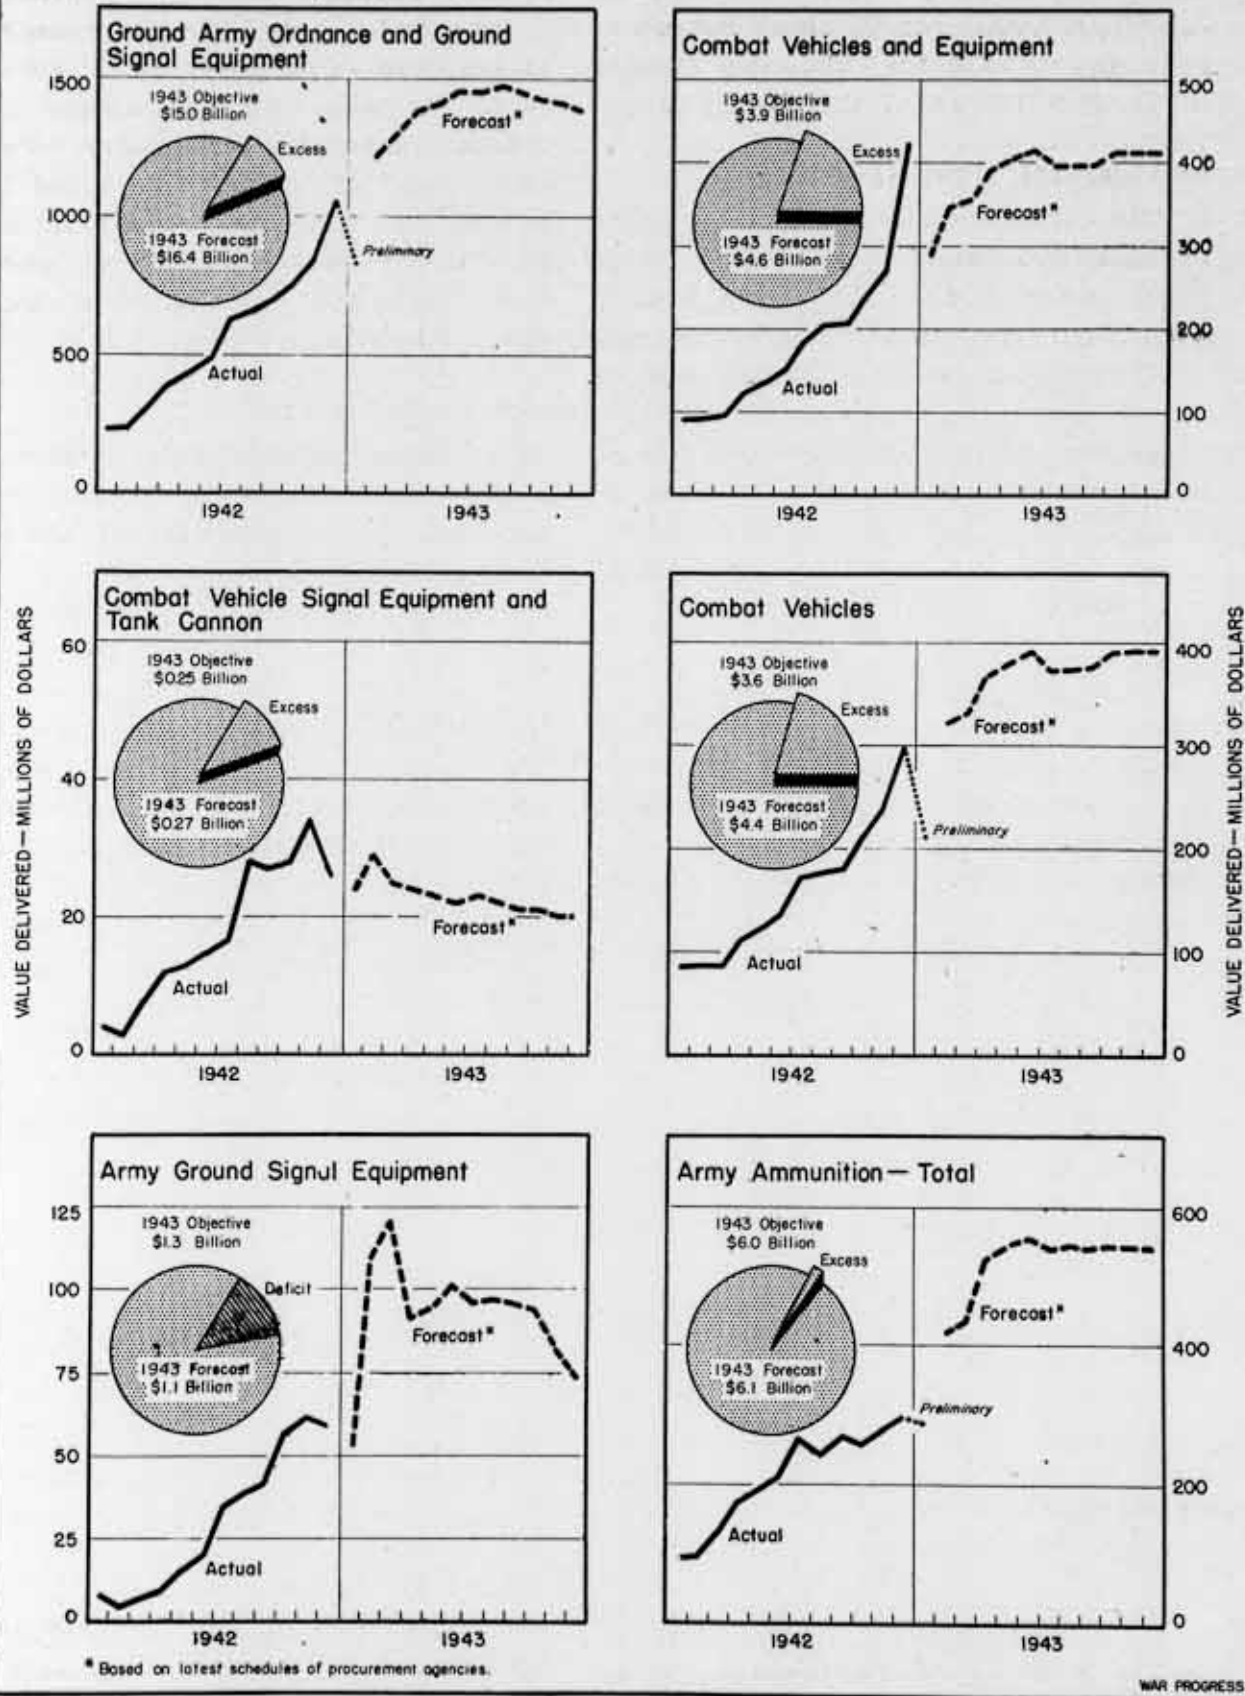 Ground Army Ordnance and Ground
Signal Equipment
1500
1000
500
0
1943 Objective
$150 Billion
Excess
1943 Forecast
$16.4 Billion
Forecast*
Preliminary
Actual
1942
1943
Combat Vehicles and Equipment
500
400
300
200
100
0
1943 Objective
$3.9 Billion
Excess
1943 Forecast
$4.6 Billion
Forecast*
Actual
1942
1943
VALUE DELIVERED—MILLIONS OF DOLLARS
Combat Vehicle Signal Equipment and
Tank Cannon
60
40
20
0
1943 Objective
$0.25 Billion
Excess
1943 Forecast
$0.27 Billion
Forecast*
Actual
1942
1943
Combat Vehicles
400
300
200
100
0
1943 Objective
$3.6 Billion
Excess
1943 Forecast
$4.4 Billion
Forecast*
Preliminary
Actual
1942
1943
VALUE DELIVERED—MILLIONS OF DOLLARS
Army Ground Signal Equipment
125
100
75
50
25
0
1943 Objective
$1.3 Billion
Deficit
1943 Forecast
$1.1 Billion
Forecast*
Actual
1942
1943
Army Ammunition—Total
600
400
200
0
1943 Objective
$6.0 Billion
Excess
1943 Forecast
$6.1 Billion
Forecast*
Preliminary
Actual
1942
1943
* Based on latest schedules of procurement agencies.
WAR PROGRESS